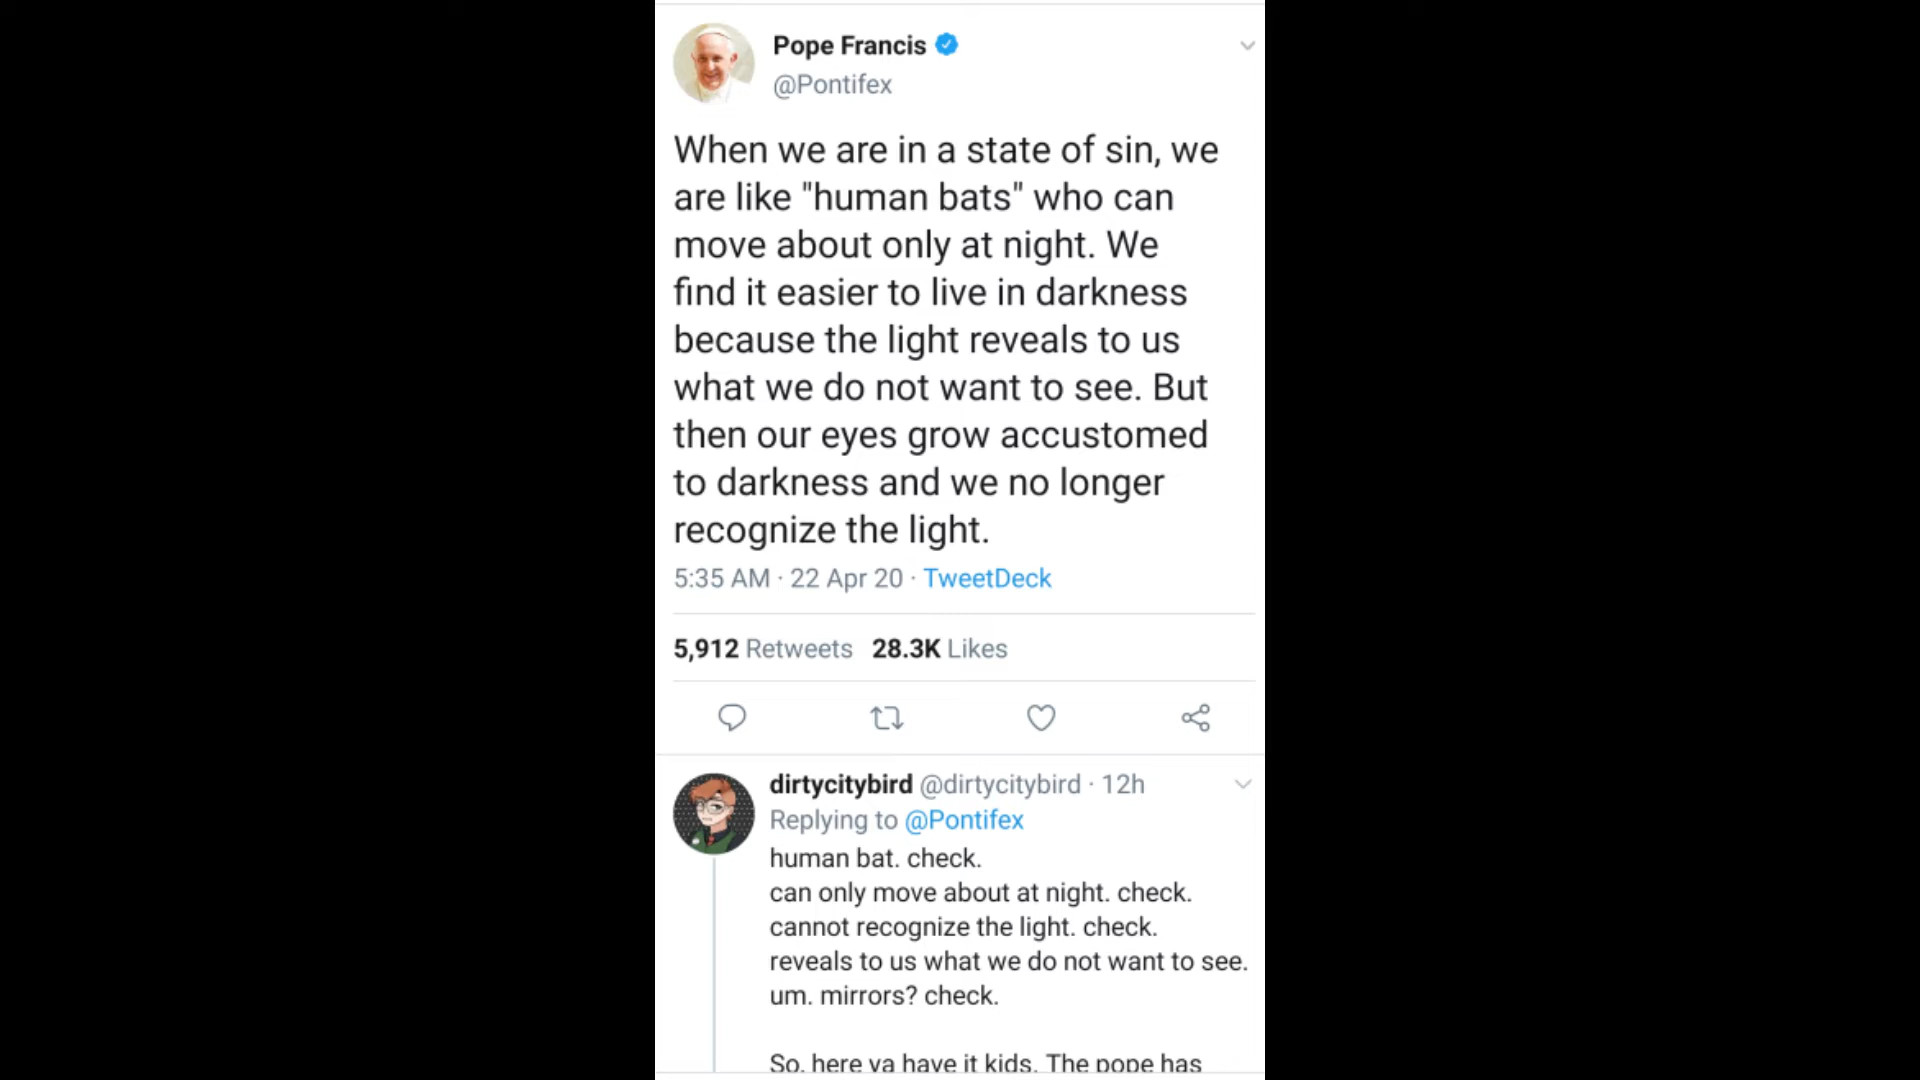 Pope Francis
@Pontifex
When we are in a state of sin, we
are like "human bats" who can
move about only at night. We
find it easier to live in darkness
because the light reveals to us
what we do not want to see. But
then our eyes grow accustomed
to darkness and we no longer
recognize the light.
5:35 AM · 22 Apr 20 · TweetDeck
5,912 Retweets 28.3K Likes
dirtycitybird @dirtycitybird · 12h
Replying to @Pontifex
human bat. check.
can only move about at night. check.
cannot recognize the light. check.
reveals to us what we do not want to see.
um. mirrors? check.
So, here ya have it kids. The pope has